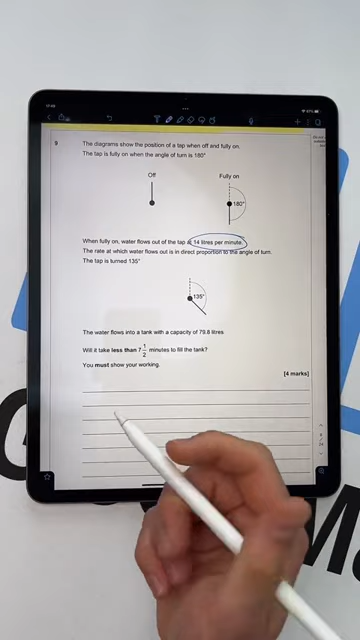 9 The diagrams show the position of a tap when off and fully on.
The tap is fully on when the angle of turn is 180°
Off Fully on
180°
When fully on, water flows out of the tap at 14 litres per minute.
The rate at which water flows out is in direct proportion to the angle of turn.
The tap is turned 135°
135°
The water flows into a tank with a capacity of 79.8 litres
Will it take less than 7 1/2 minutes to fill the tank?
You must show your working.
[4 marks]